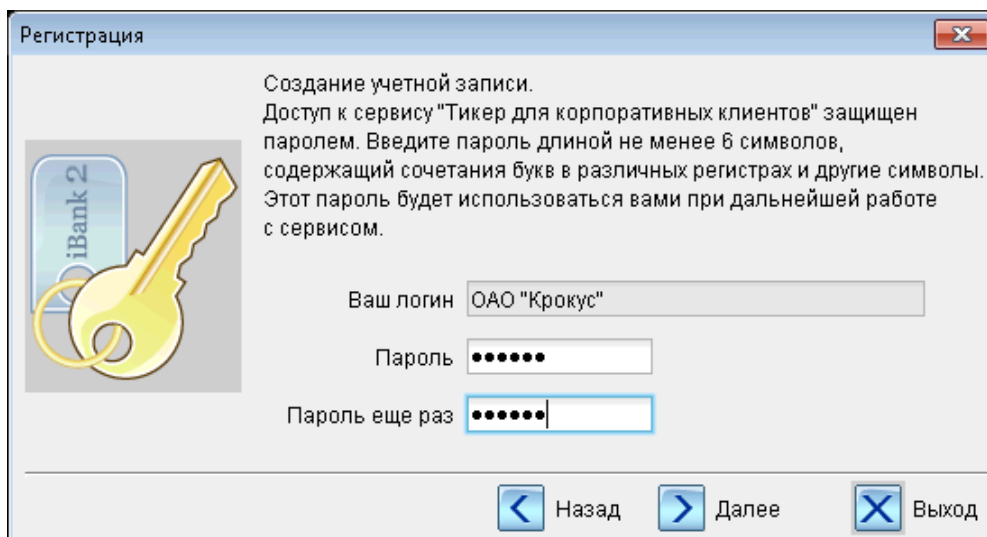 Регистрация
Создание учетной записи.
Доступ к сервису "Тикер для корпоративных клиентов" защищен
паролем. Введите пароль длиной не менее 6 символов,
содержащий сочетания букв в различных регистрах и другие символы.
Этот пароль будет использоваться вами при дальнейшей работе
с сервисом.
iBank 2
Ваш логин ОАО "Крокус"
Пароль ●●●●●●
Пароль еще раз ●●●●●●
Назад Далее Выход